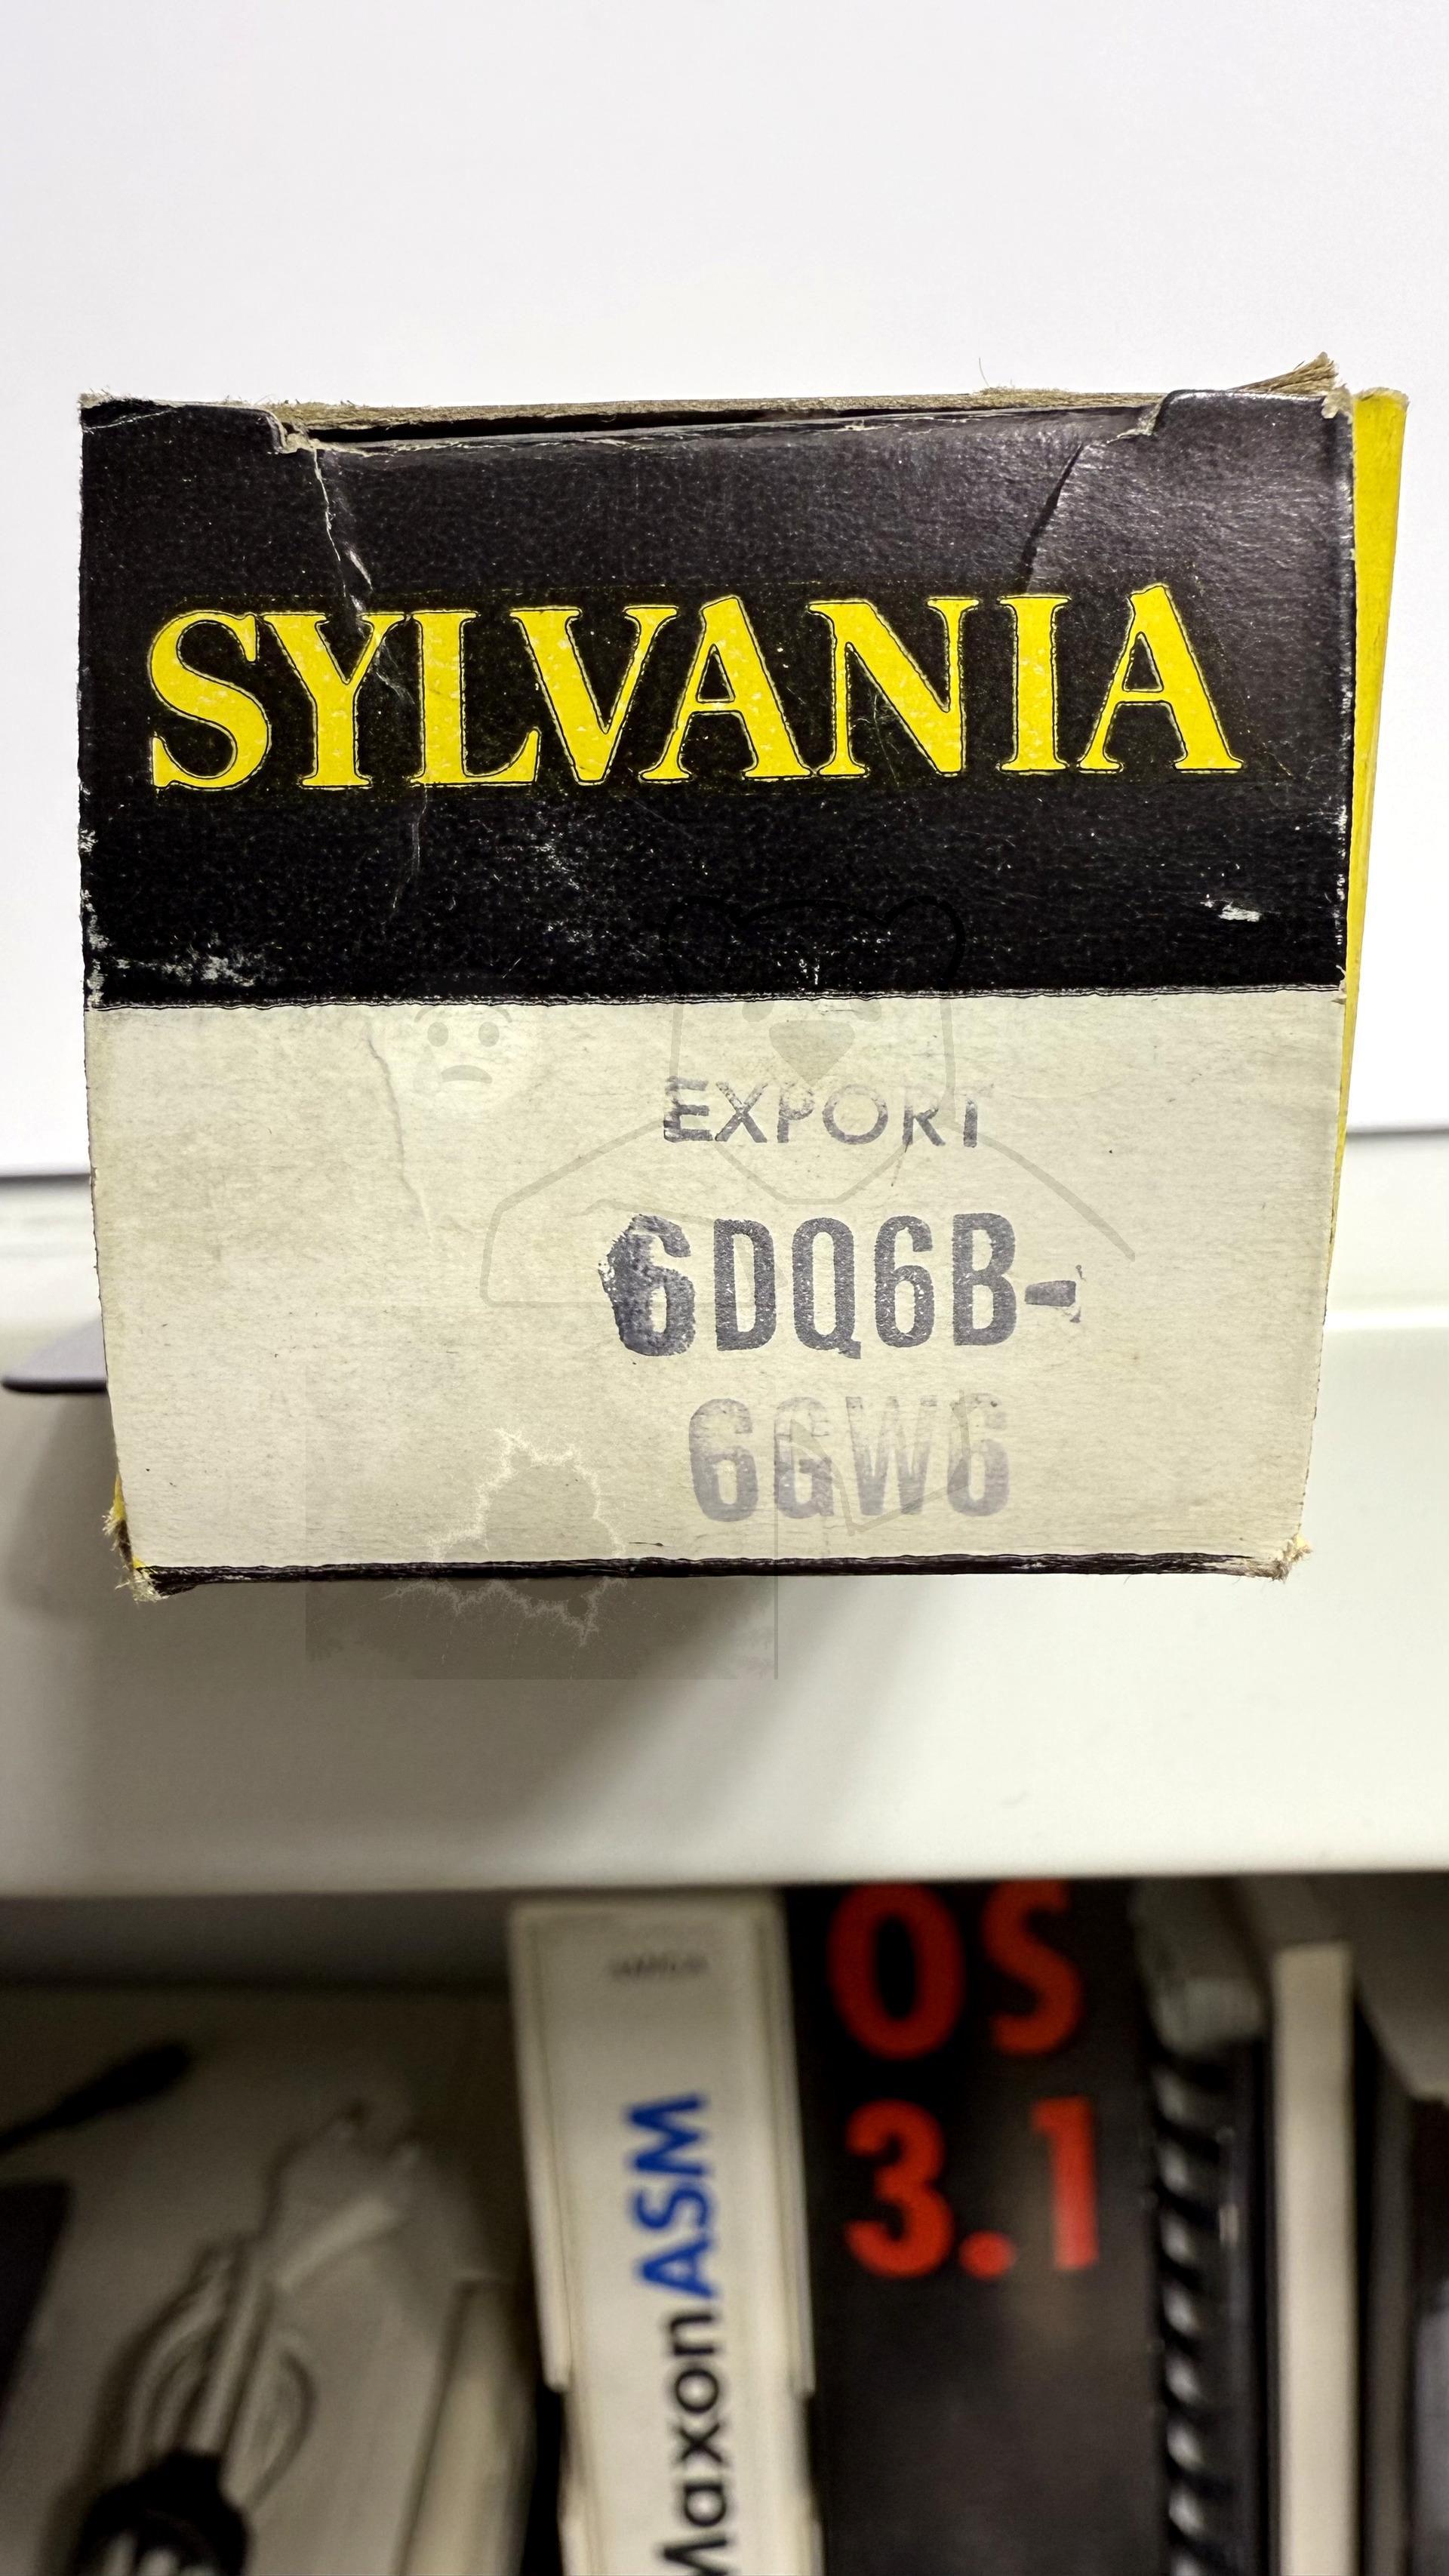 SYLVANIA
EXPORT
6DQ6B-
6GW6
MaxonASM
OS
3.1